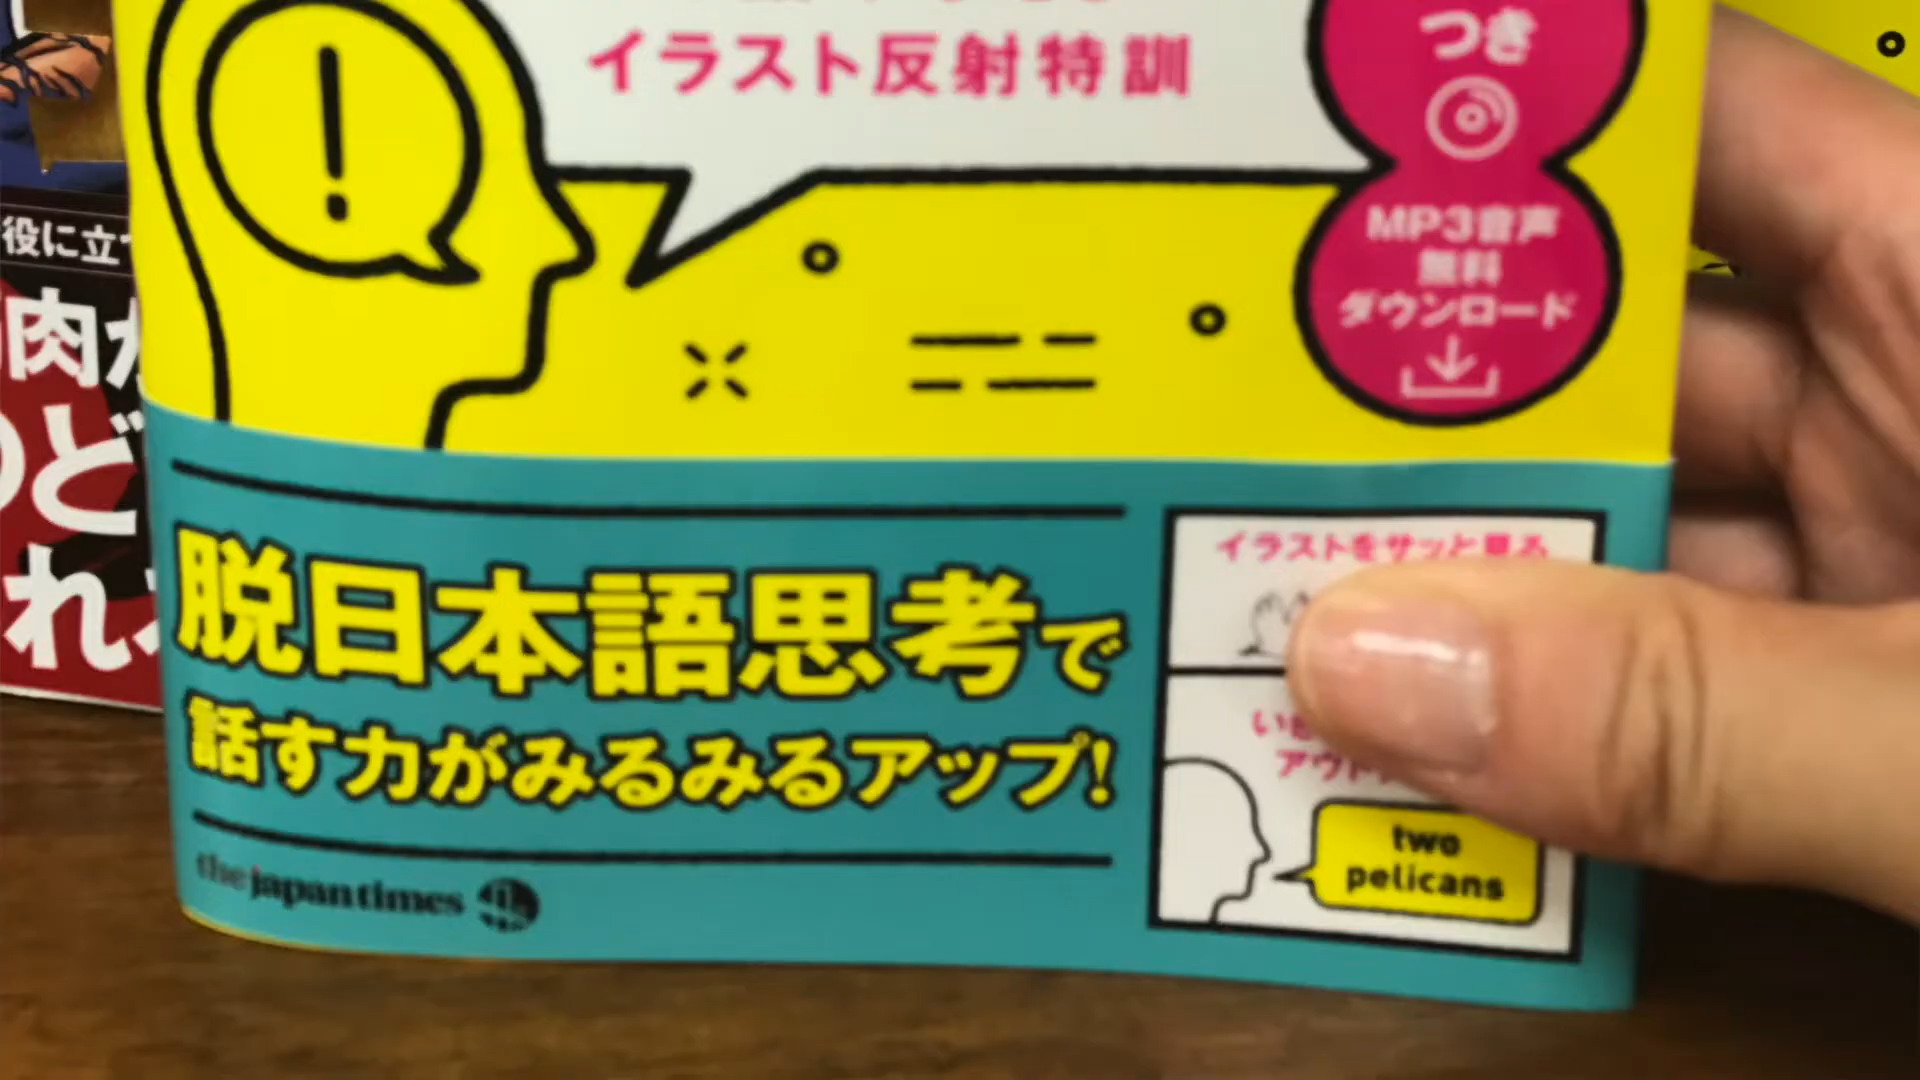 イラスト反射特訓
つき
MP3音声
無料
ダウンロード
脱日本語思考で
話す力がみるみるアップ!
the japan times
イラストをサッと見る
two
pelicans
役に立
肉
ど
れ